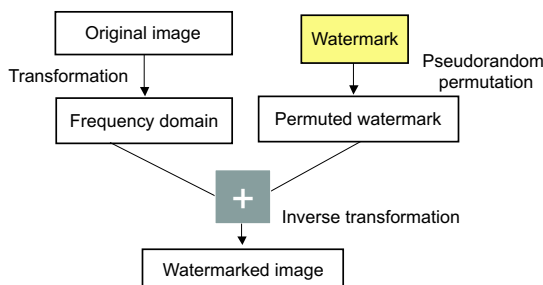 Original image
Watermark
Transformation
Pseudorandom
permutation
Frequency domain
Permuted watermark
+
Inverse transformation
Watermarked image